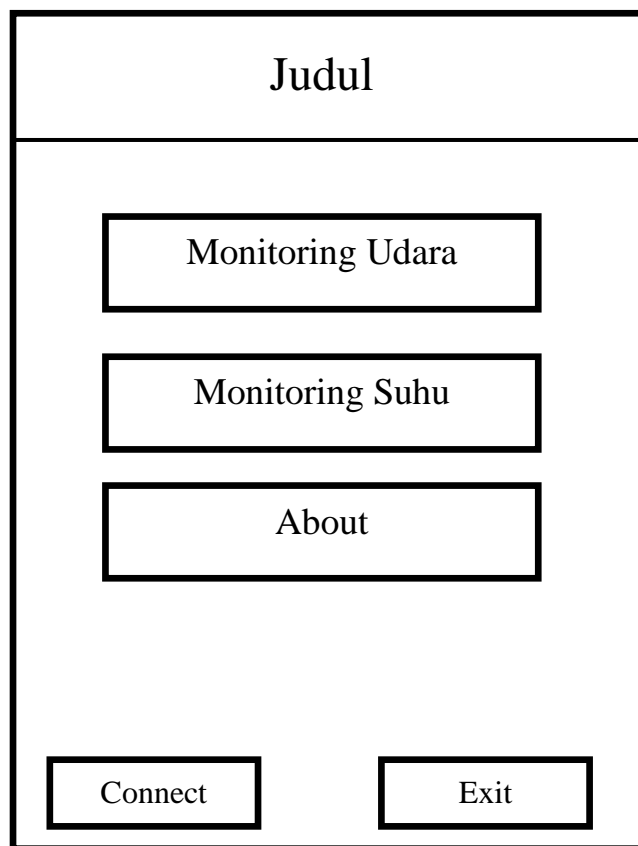 Judul
Monitoring Udara
Monitoring Suhu
About
Connect
Exit